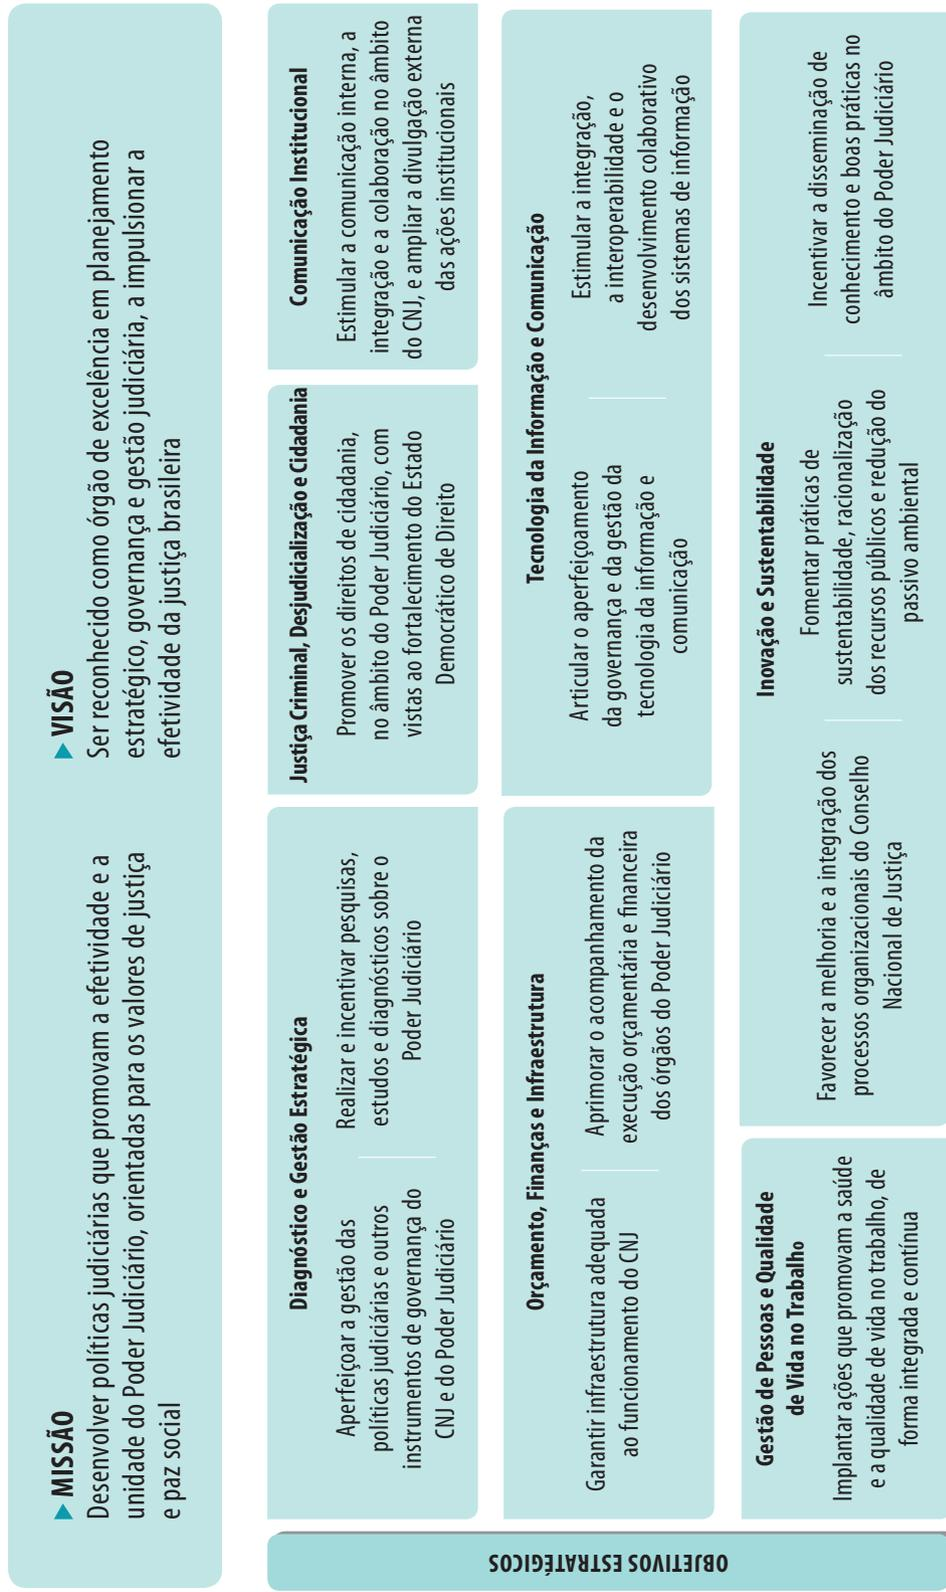 MISSÃO
Desenvolver políticas judiciárias que promovam a efetividade e a
unidade do Poder Judiciário, orientadas para os valores de justiça
e paz social
VISÃO
Ser reconhecido como órgão de excelência em planejamento
estratégico, governança e gestão judiciária, a impulsionar a
efetividade da justiça brasileira
OBJETIVOS ESTRATÉGICOS
Diagnóstico e Gestão Estratégica
Aperfeiçoar a gestão das
políticas judiciárias e outros
instrumentos de governança do
CNJ e do Poder Judiciário
Realizar e incentivar pesquisas,
estudos e diagnósticos sobre o
Poder Judiciário
Justiça Criminal, Desjudicialização e Cidadania
Promover os direitos de cidadania,
no âmbito do Poder Judiciário, com
vistas ao fortalecimento do Estado
Democrático de Direito
Comunicação Institucional
Estimular a comunicação interna, a
integração e a colaboração no âmbito
do CNJ, e ampliar a divulgação externa
das ações institucionais
Orçamento, Finanças e Infraestrutura
Garantir infraestrutura adequada
ao funcionamento do CNJ
Aprimorar o acompanhamento da
execução orçamentária e financeira
dos órgãos do Poder Judiciário
Tecnologia da Informação e Comunicação
Articular o aperfeiçoamento
da governança e da gestão da
tecnologia da informação e
comunicação
Estimular a integração,
a interoperabilidade e o
desenvolvimento colaborativo
dos sistemas de informação
Gestão de Pessoas e Qualidade
de Vida no Trabalho
Implantar ações que promovam a saúde
e a qualidade de vida no trabalho, de
forma integrada e contínua
Inovação e Sustentabilidade
Favorecer a melhoria e a integração dos
processos organizacionais do Conselho
Nacional de Justiça
Fomentar práticas de
sustentabilidade, racionalização
dos recursos públicos e redução do
passivo ambiental
Incentivar a disseminação de
conhecimento e boas práticas no
âmbito do Poder Judiciário